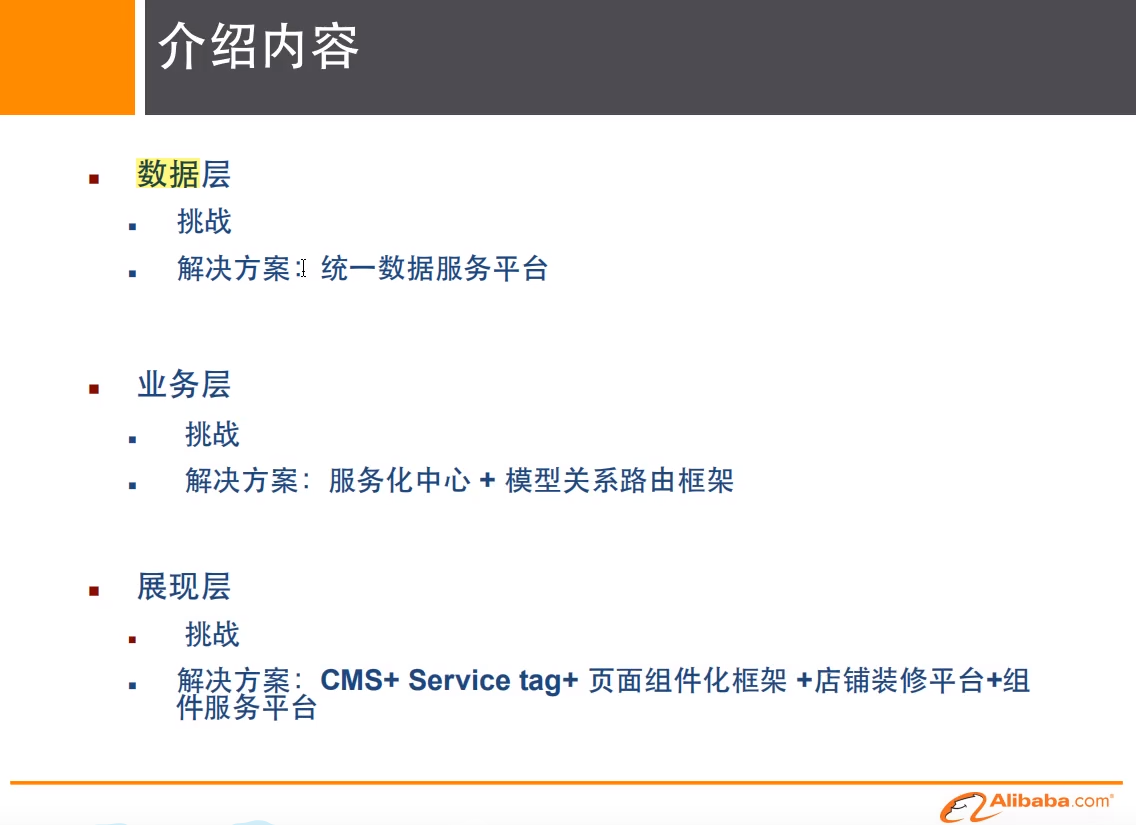 介绍内容
数据层
挑战
解决方案：统一数据服务平台
业务层
挑战
解决方案：服务化中心 + 模型关系路由框架
展现层
挑战
解决方案：CMS+ Service tag+ 页面组件化框架 +店铺装修平台+组
件服务平台
Alibaba.com®